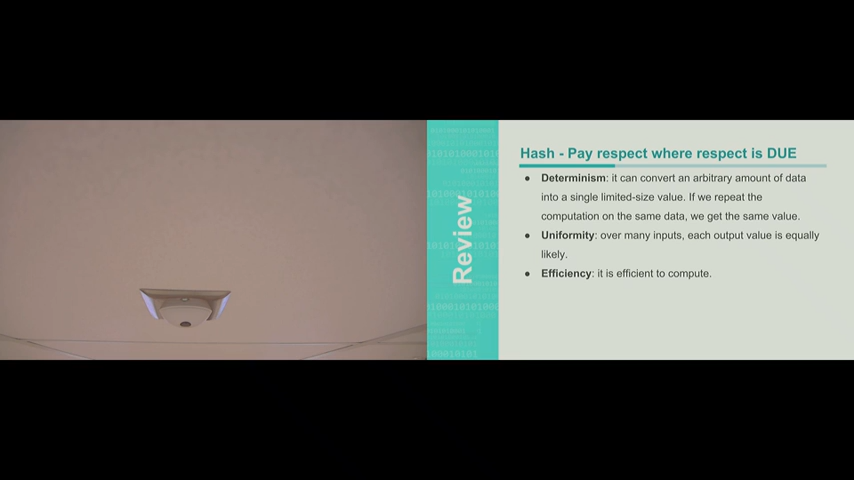 Review
Hash - Pay respect where respect is DUE
● Determinism: it can convert an arbitrary amount of data
into a single limited-size value. If we repeat the
computation on the same data, we get the same value.
● Uniformity: over many inputs, each output value is equally
likely.
● Efficiency: it is efficient to compute.